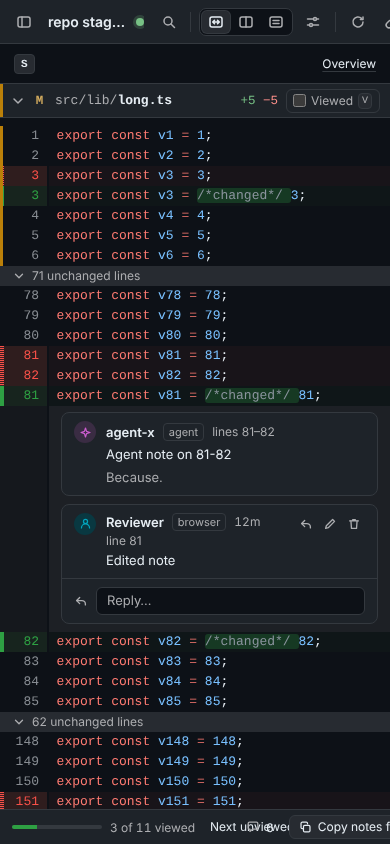 repo stag...
S
Overview
M src/lib/long.ts +5 −5 Viewed V
1 export const v1 = 1;
2 export const v2 = 2;
3 export const v3 = 3;
3 export const v3 = /*changed*/ 3;
4 export const v4 = 4;
5 export const v5 = 5;
6 export const v6 = 6;
71 unchanged lines
78 export const v78 = 78;
79 export const v79 = 79;
80 export const v80 = 80;
81 export const v81 = 81;
82 export const v82 = 82;
81 export const v81 = /*changed*/ 81;
agent-x agent lines 81–82
Agent note on 81-82
Because.
Reviewer browser 12m
line 81
Edited note
Reply...
82 export const v82 = /*changed*/ 82;
83 export const v83 = 83;
84 export const v84 = 84;
85 export const v85 = 85;
62 unchanged lines
148 export const v148 = 148;
149 export const v149 = 149;
150 export const v150 = 150;
151 export const v151 = 151;
3 of 11 viewed Next Copy notes f